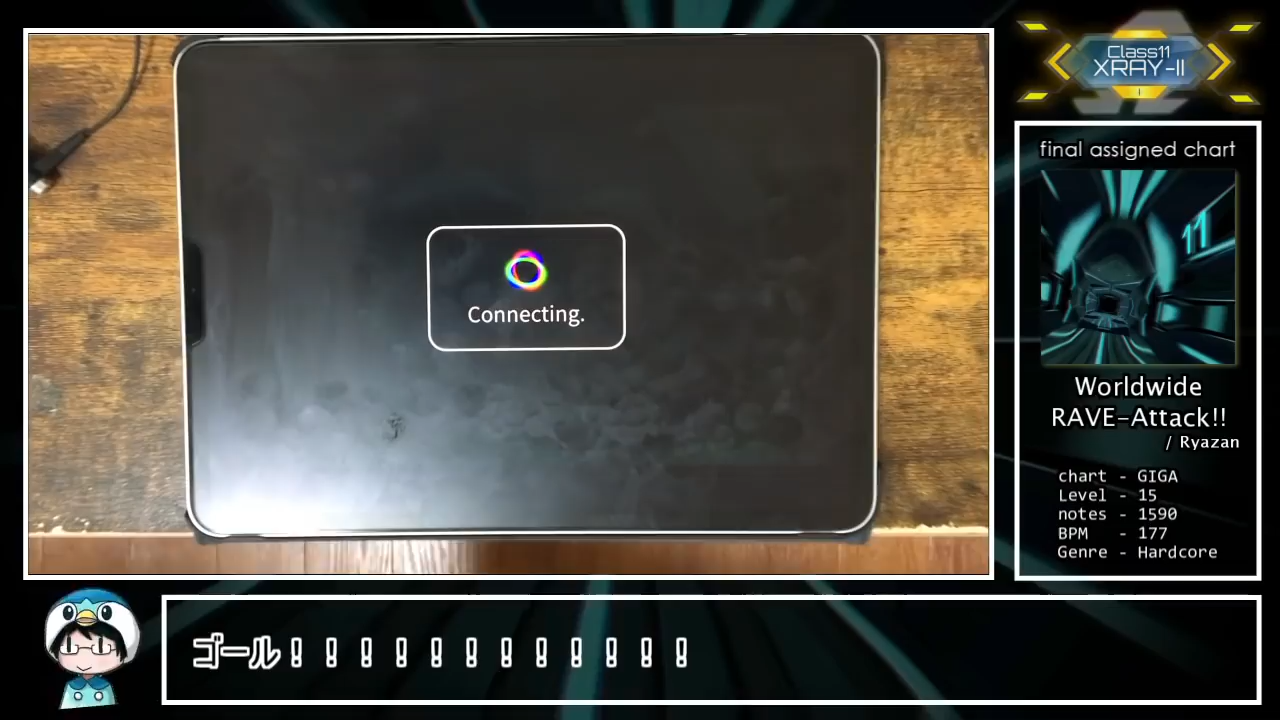 Class11
XRAY-II
final assigned chart
Connecting.
11
Worldwide
RAVE-Attack!!
/ Ryazan
chart - GIGA
Level - 15
notes - 1590
BPM - 177
Genre - Hardcore
ゴール！！！！！！！！！！！！